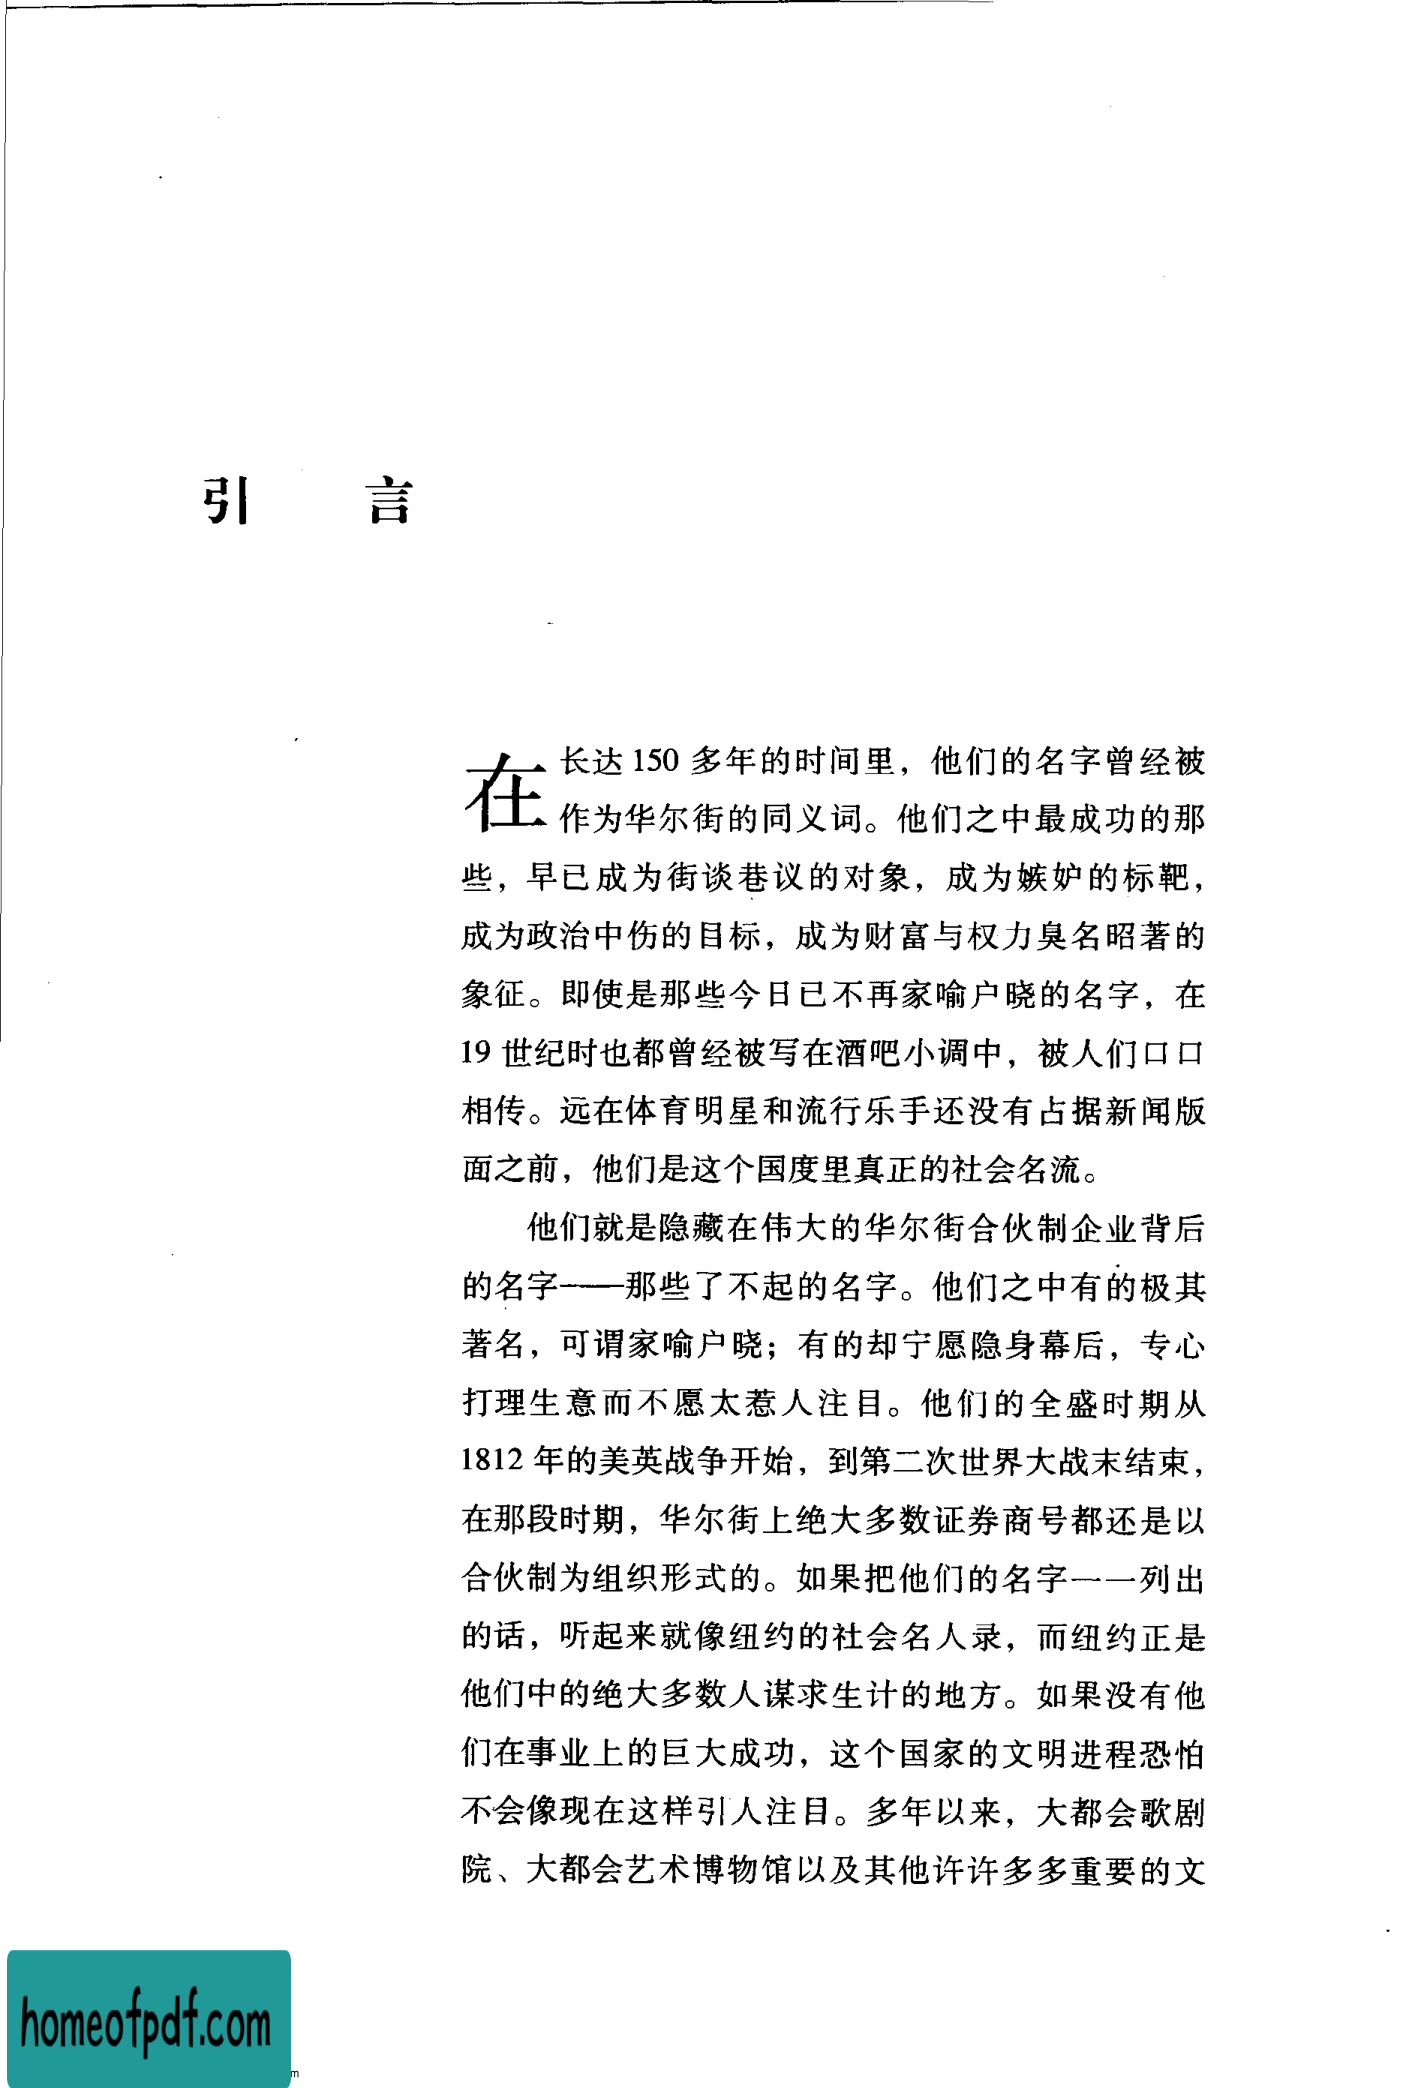 引 言
在长达 150 多年的时间里，他们的名字曾经被
作为华尔街的同义词。他们之中最成功的那
些，早已成为街谈巷议的对象，成为嫉妒的标靶，
成为政治中伤的目标，成为财富与权力臭名昭著的
象征。即使是那些今日已不再家喻户晓的名字，在
19 世纪时也都曾经被写在酒吧小调中，被人们口口
相传。远在体育明星和流行乐手还没有占据新闻版
面之前，他们是这个国度里真正的社会名流。
他们就是隐藏在伟大的华尔街合伙制企业背后
的名字——那些了不起的名字。他们之中有的极其
著名，可谓家喻户晓；有的却宁愿隐身幕后，专心
打理生意而不愿太惹人注目。他们的全盛时期从
1812 年的美英战争开始，到第二次世界大战末结束，
在那段时期，华尔街上绝大多数证券商号都还是以
合伙制为组织形式的。如果把他们的名字一一列出
的话，听起来就像纽约的社会名人录，而纽约正是
他们中的绝大多数人谋求生计的地方。如果没有他
们在事业上的巨大成功，这个国家的文明进程恐怕
不会像现在这样引人注目。多年以来，大都会歌剧
院、大都会艺术博物馆以及其他许许多多重要的文
homeofpdf.com
m